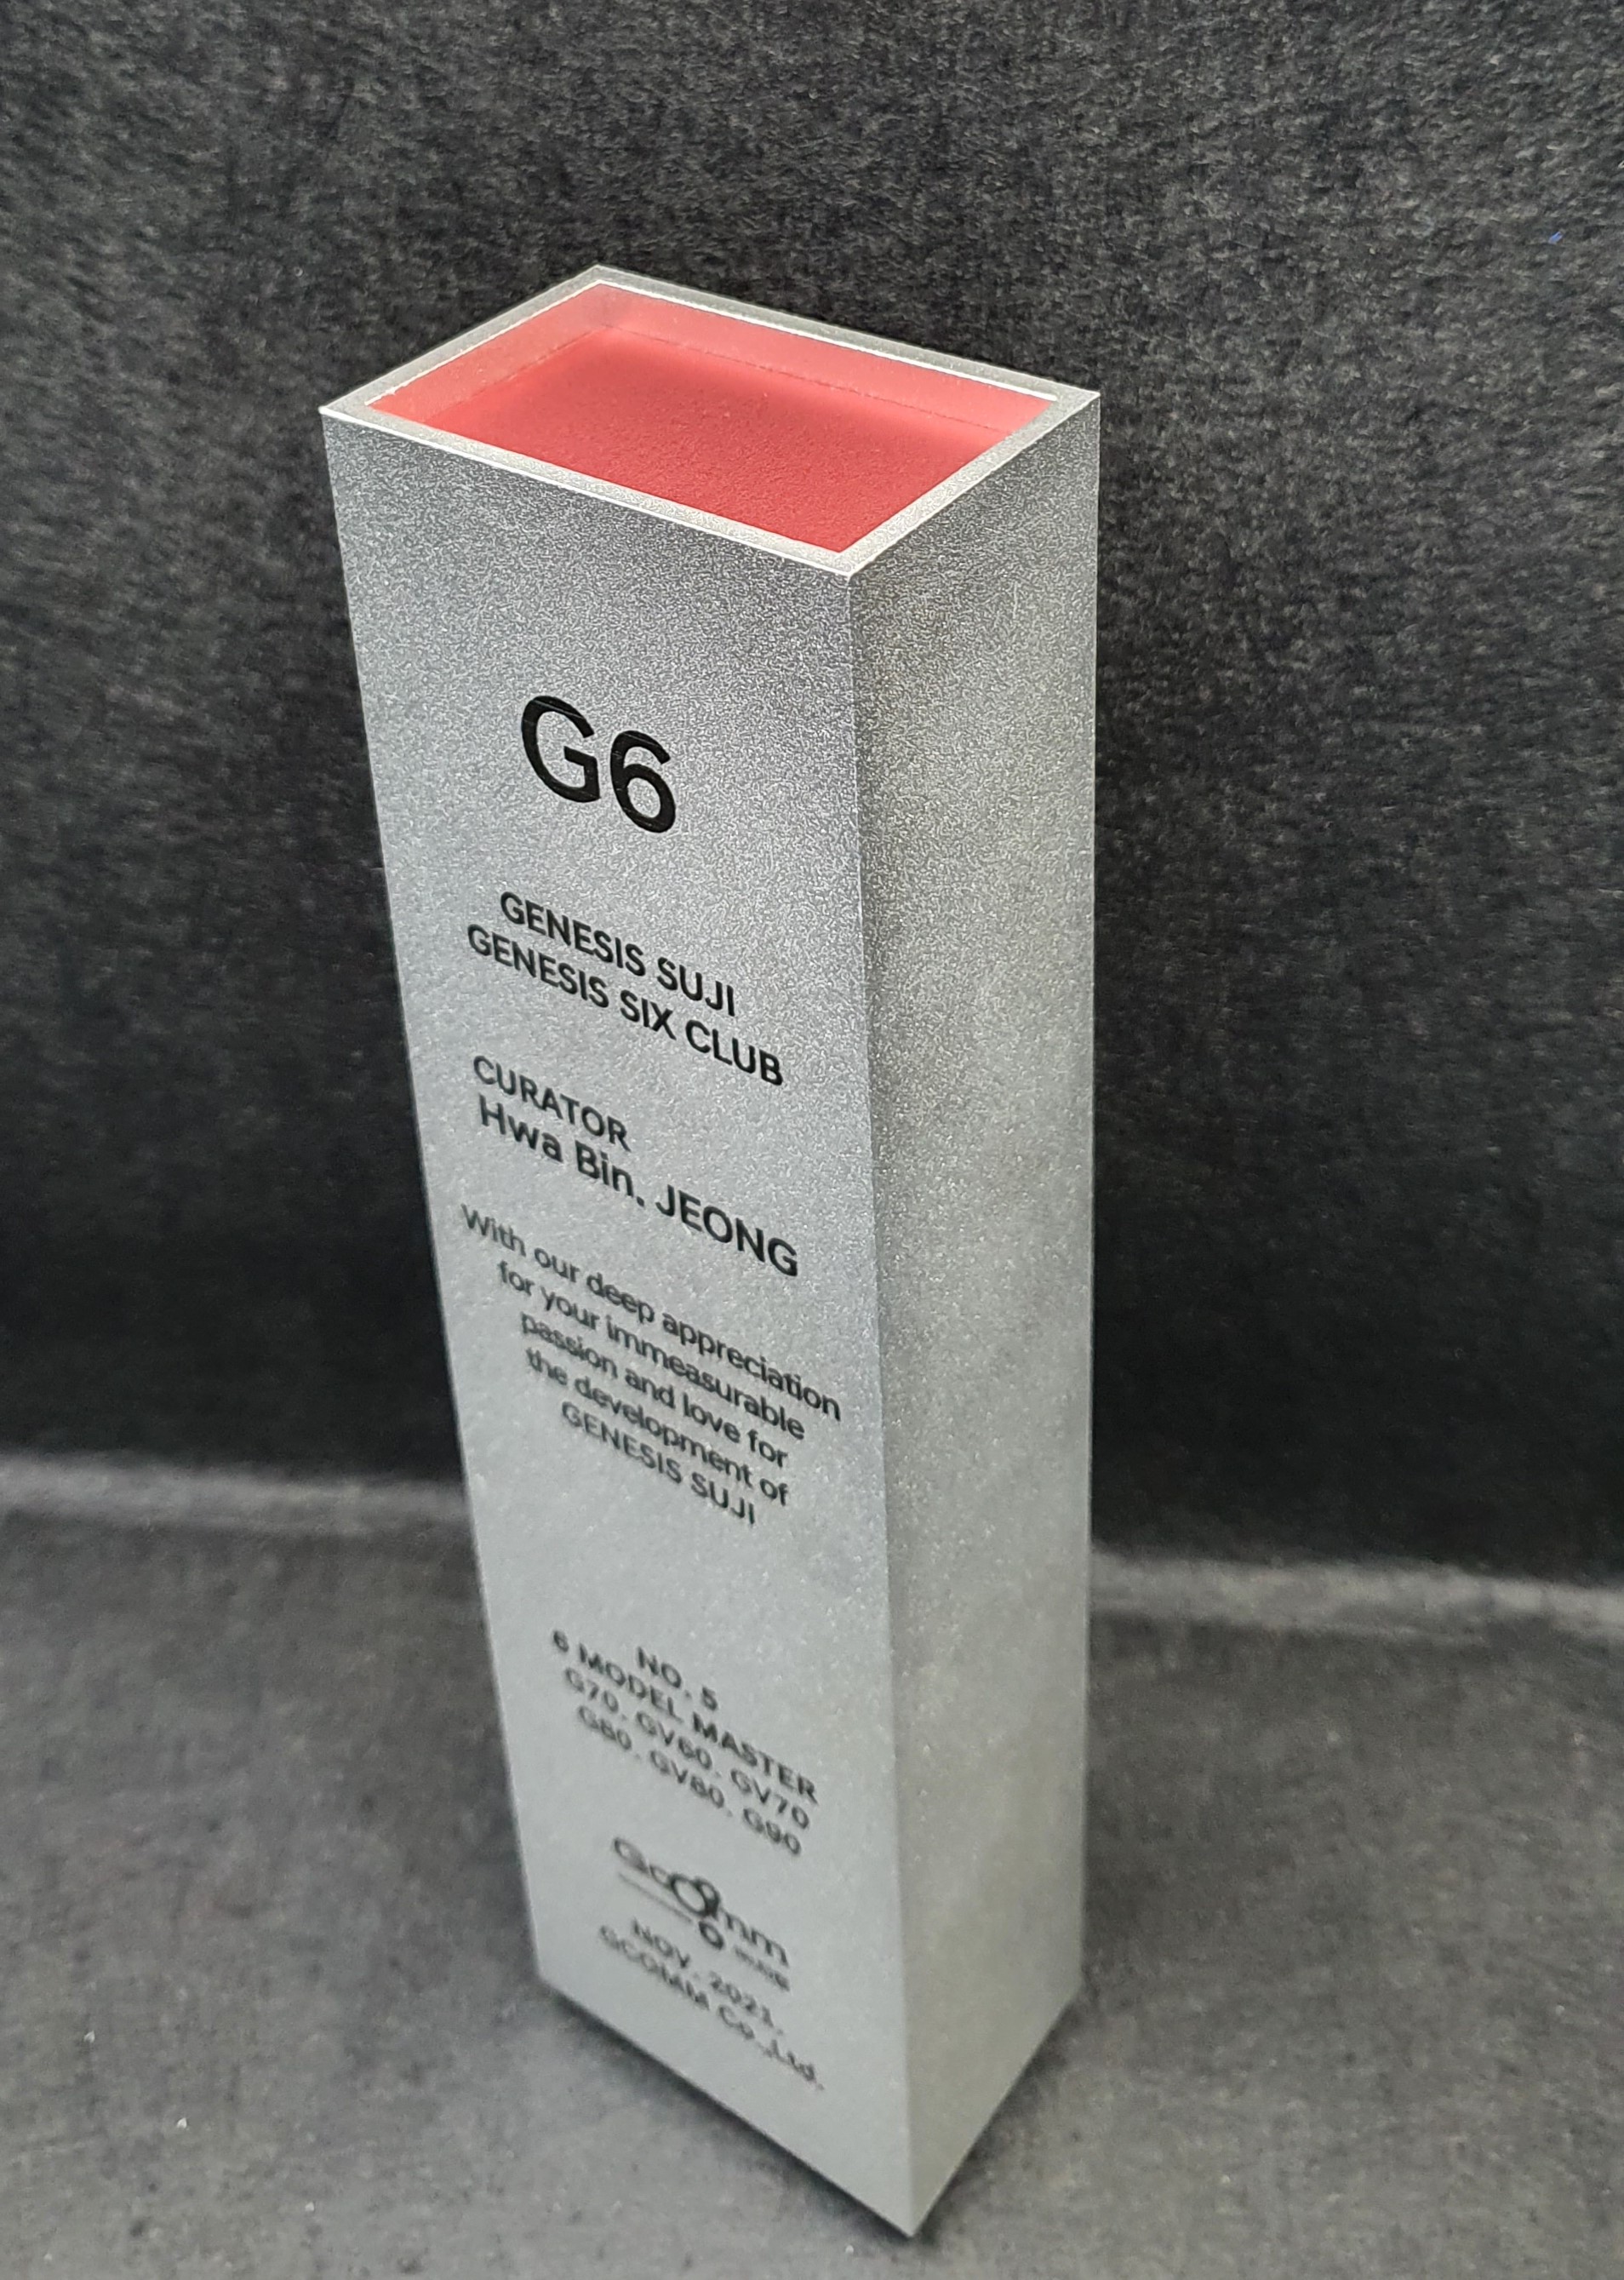 G6
GENESIS SUJI
GENESIS SIX CLUB
CURATOR
Hwa Bin. JEONG
With our deep appreciation
for your immeasurable
passion and love for
the development of
GENESIS SUJI
NO. 5
6 MODEL MASTER
G70. GV60. GV70
G80. GV80. G90
Gcomm
NOV. 2021.
GCOMM Co.,Ltd.